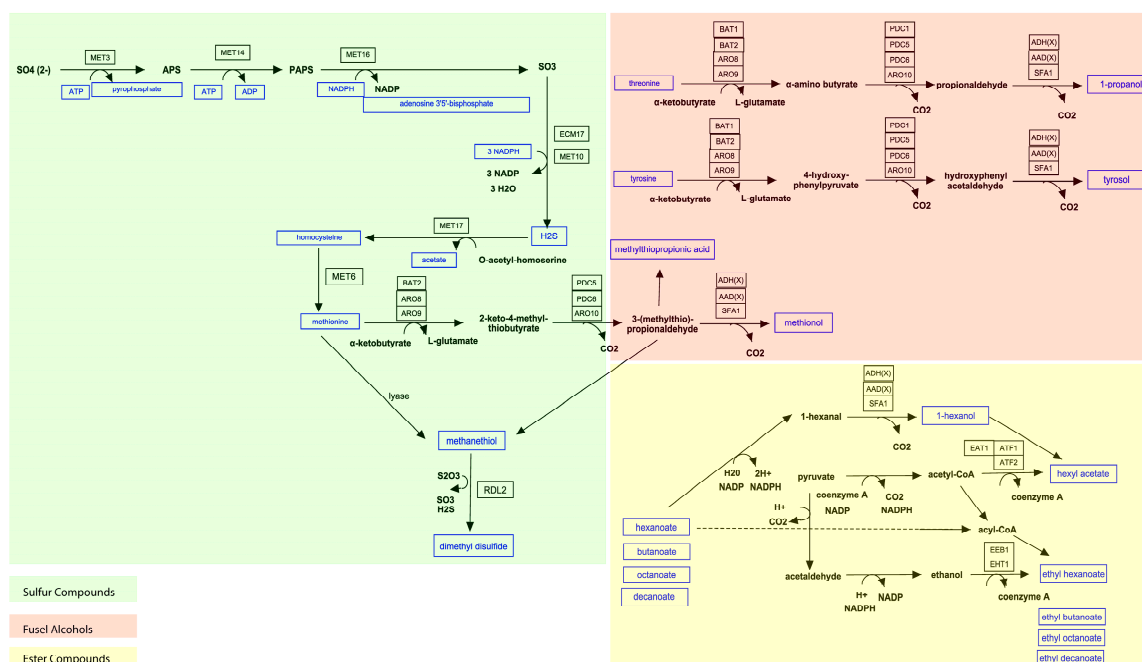 MET3
MET14
MET16
SO4 (2-)
APS
PAPS
SO3
ATP
pyrophosphate
ATP
ADP
NADPH
NADP
adenosine 3'5'-bisphosphate
ECM17
3 NADPH
MET10
3 NADP
3 H2O
MET17
homocysteine
H2S
acetate
O-acetyl-homoserine
MET6
BAT2
ARO8
ARO9
PDC5
PDC6
ARO10
methionine
2-keto-4-methyl-
thiobutyrate
α-ketobutyrate
L-glutamate
CO2
lyase
methanethiol
S2O3
RDL2
SO3
H2S
dimethyl disulfide
BAT1
BAT2
ARO8
ARO9
PDC1
PDC5
PDC6
ARO10
ADH(X)
AAD(X)
SFA1
threonine
α-amino butyrate
propionaldehyde
1-propanol
α-ketobutyrate
L-glutamate
CO2
CO2
BAT1
BAT2
ARO8
ARO9
PDC1
PDC5
PDC6
ARO10
ADH(X)
AAD(X)
SFA1
tyrosine
4-hydroxy-
phenylpyruvate
hydroxyphenyl
acetaldehyde
tyrosol
α-ketobutyrate
L-glutamate
CO2
CO2
methylthiopropionic acid
ADH(X)
AAD(X)
SFA1
3-(methylthio)-
propionaldehyde
methionol
CO2
ADH(X)
AAD(X)
SFA1
1-hexanal
1-hexanol
CO2
EAT1
ATF1
ATF2
H20
2H+
NADP
NADPH
pyruvate
acetyl-CoA
hexyl acetate
coenzyme A
NADP
CO2
NADPH
coenzyme A
H+
CO2
hexanoate
acyl-CoA
butanoate
octanoate
decanoate
EEB1
EHT1
acetaldehyde
ethanol
ethyl hexanoate
H+
NADPH
NADP
coenzyme A
ethyl butanoate
ethyl octanoate
ethyl decanoate
Sulfur Compounds
Fusel Alcohols
Ester Compounds